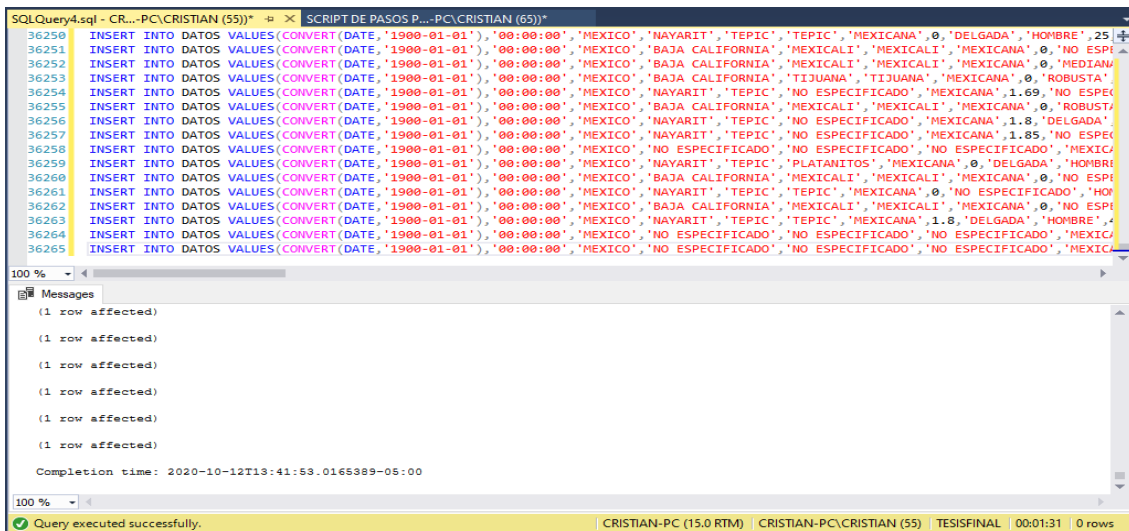 SQLQuery4.sql - CR...-PC\CRISTIAN (55))* SCRIPT DE PASOS P...-PC\CRISTIAN (65))*
36250 INSERT INTO DATOS VALUES(CONVERT(DATE,'1900-01-01'),'00:00:00','MEXICO','NAYARIT','TEPIC','TEPIC','MEXICANA',0,'DELGADA','HOMBRE',25
36251 INSERT INTO DATOS VALUES(CONVERT(DATE,'1900-01-01'),'00:00:00','MEXICO','BAJA CALIFORNIA','MEXICALI','MEXICALI','MEXICANA',0,'NO ESPE
36252 INSERT INTO DATOS VALUES(CONVERT(DATE,'1900-01-01'),'00:00:00','MEXICO','BAJA CALIFORNIA','MEXICALI','MEXICALI','MEXICANA',0,'MEDIANA
36253 INSERT INTO DATOS VALUES(CONVERT(DATE,'1900-01-01'),'00:00:00','MEXICO','BAJA CALIFORNIA','TIJUANA','TIJUANA','MEXICANA',0,'ROBUSTA'
36254 INSERT INTO DATOS VALUES(CONVERT(DATE,'1900-01-01'),'00:00:00','MEXICO','NAYARIT','TEPIC','NO ESPECIFICADO','MEXICANA',1.69,'NO ESPEC
36255 INSERT INTO DATOS VALUES(CONVERT(DATE,'1900-01-01'),'00:00:00','MEXICO','BAJA CALIFORNIA','MEXICALI','MEXICALI','MEXICANA',0,'ROBUSTA
36256 INSERT INTO DATOS VALUES(CONVERT(DATE,'1900-01-01'),'00:00:00','MEXICO','NAYARIT','TEPIC','NO ESPECIFICADO','MEXICANA',1.8,'DELGADA'
36257 INSERT INTO DATOS VALUES(CONVERT(DATE,'1900-01-01'),'00:00:00','MEXICO','NAYARIT','TEPIC','NO ESPECIFICADO','MEXICANA',1.85,'NO ESPEC
36258 INSERT INTO DATOS VALUES(CONVERT(DATE,'1900-01-01'),'00:00:00','MEXICO','NO ESPECIFICADO','NO ESPECIFICADO','NO ESPECIFICADO','MEXICA
36259 INSERT INTO DATOS VALUES(CONVERT(DATE,'1900-01-01'),'00:00:00','MEXICO','NAYARIT','TEPIC','PLATANITOS','MEXICANA',0,'DELGADA','HOMBRE
36260 INSERT INTO DATOS VALUES(CONVERT(DATE,'1900-01-01'),'00:00:00','MEXICO','BAJA CALIFORNIA','MEXICALI','MEXICALI','MEXICANA',0,'NO ESPE
36261 INSERT INTO DATOS VALUES(CONVERT(DATE,'1900-01-01'),'00:00:00','MEXICO','NAYARIT','TEPIC','TEPIC','MEXICANA',0,'NO ESPECIFICADO','HOM
36262 INSERT INTO DATOS VALUES(CONVERT(DATE,'1900-01-01'),'00:00:00','MEXICO','BAJA CALIFORNIA','MEXICALI','MEXICALI','MEXICANA',0,'NO ESPE
36263 INSERT INTO DATOS VALUES(CONVERT(DATE,'1900-01-01'),'00:00:00','MEXICO','NAYARIT','TEPIC','TEPIC','MEXICANA',1.8,'DELGADA','HOMBRE',4
36264 INSERT INTO DATOS VALUES(CONVERT(DATE,'1900-01-01'),'00:00:00','MEXICO','NO ESPECIFICADO','NO ESPECIFICADO','NO ESPECIFICADO','MEXICA
36265 INSERT INTO DATOS VALUES(CONVERT(DATE,'1900-01-01'),'00:00:00','MEXICO','NO ESPECIFICADO','NO ESPECIFICADO','NO ESPECIFICADO','MEXICA
100 %
Messages
(1 row affected)
(1 row affected)
(1 row affected)
(1 row affected)
(1 row affected)
(1 row affected)
Completion time: 2020-10-12T13:41:53.0165389-05:00
100 %
Query executed successfully. CRISTIAN-PC (15.0 RTM) CRISTIAN-PC\CRISTIAN (55) TESISFINAL 00:01:31 0 rows